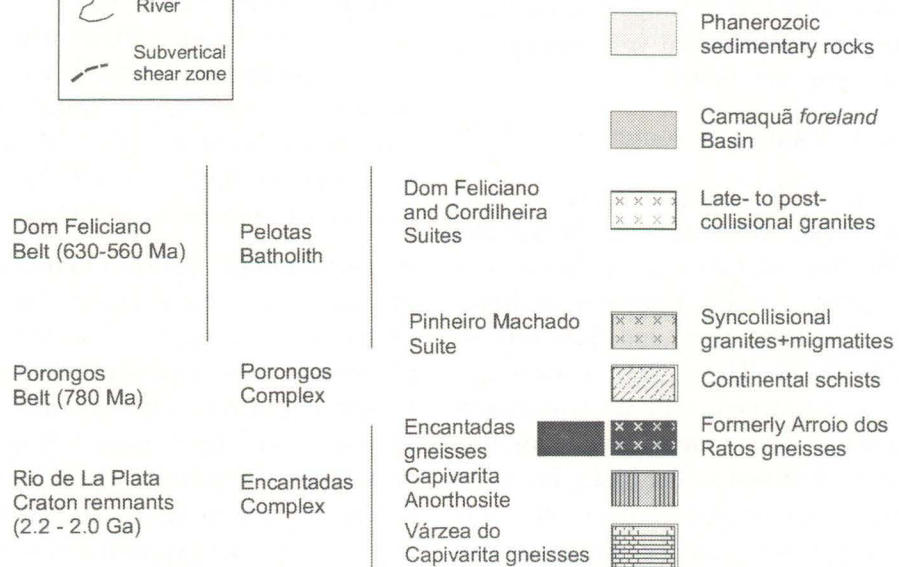 River
Subvertical
shear zone
Phanerozoic
sedimentary rocks
Camaquã foreland
Basin
Dom Feliciano
Belt (630-560 Ma)
Pelotas
Batholith
Dom Feliciano
and Cordilheira
Suites
Late- to post-
collisional granites
Pinheiro Machado
Suite
Syncollisional
granites+migmatites
Porongos
Belt (780 Ma)
Porongos
Complex
Continental schists
Rio de La Plata
Craton remnants
(2.2 - 2.0 Ga)
Encantadas
Complex
Encantadas
gneisses
Formerly Arroio dos
Ratos gneisses
Capivarita
Anorthosite
Várzea do
Capivarita gneisses